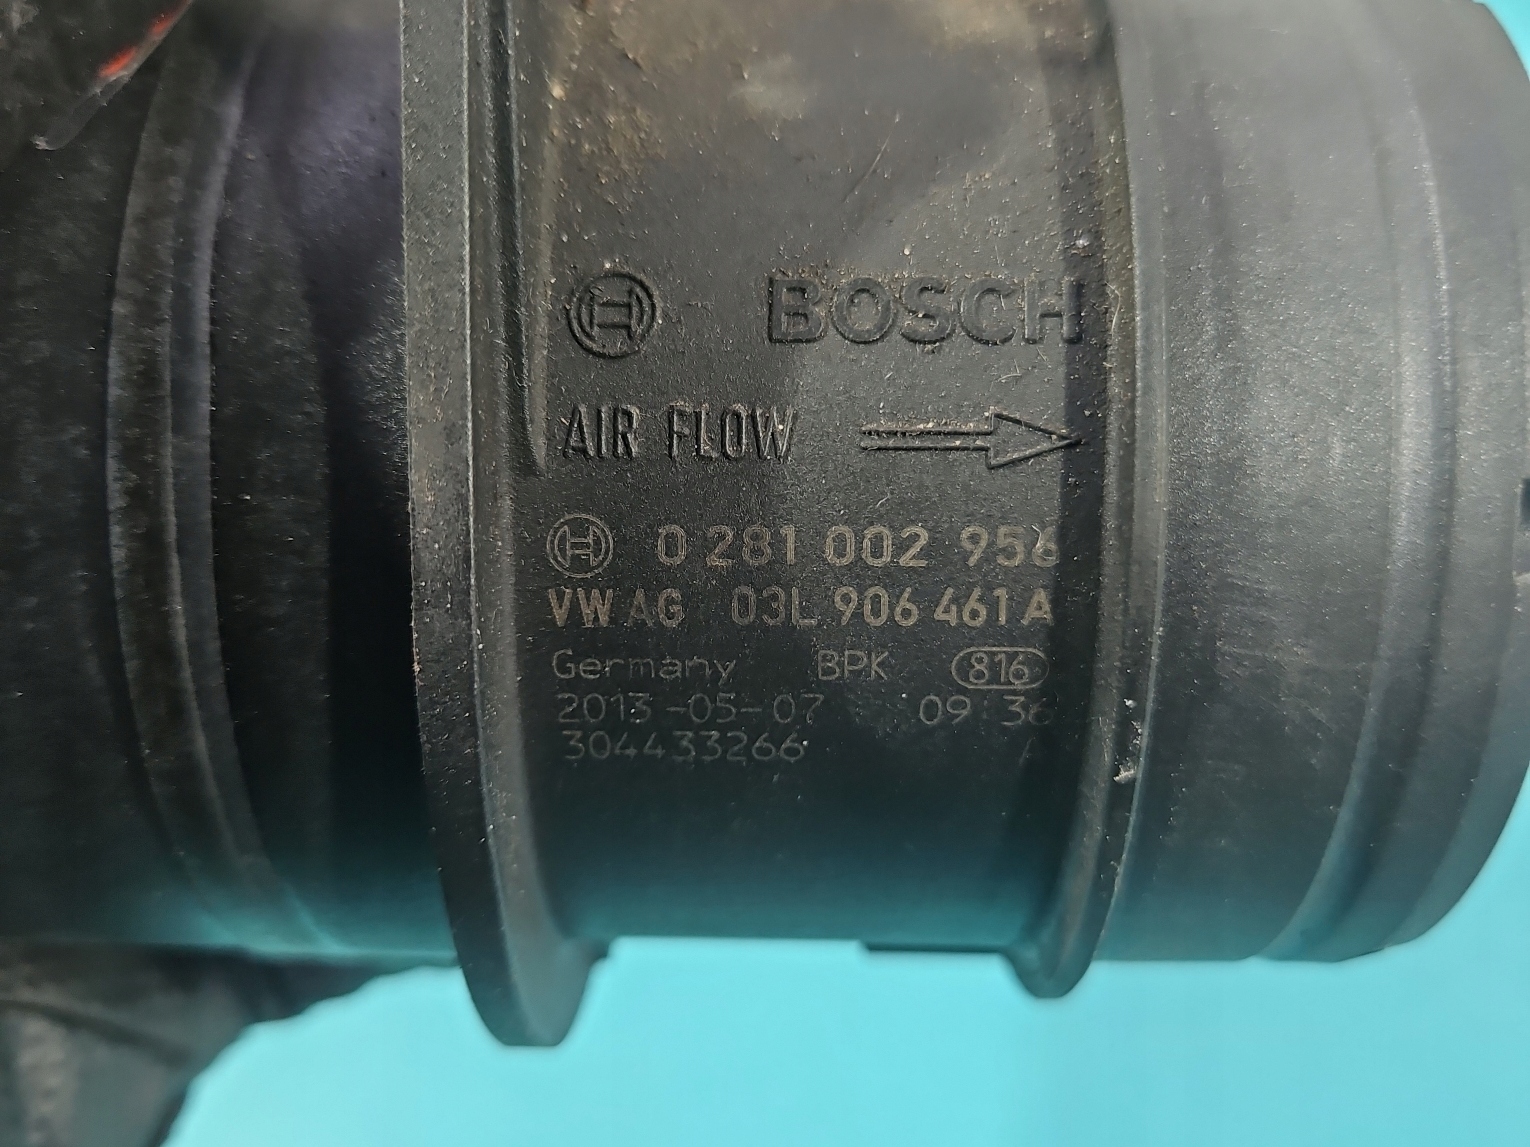 BOSCH
AIR FLOW
0 281 002 956
VW AG 03L 906 461 A
Germany BPK 816
2013-05-07 09:36
304433266 A